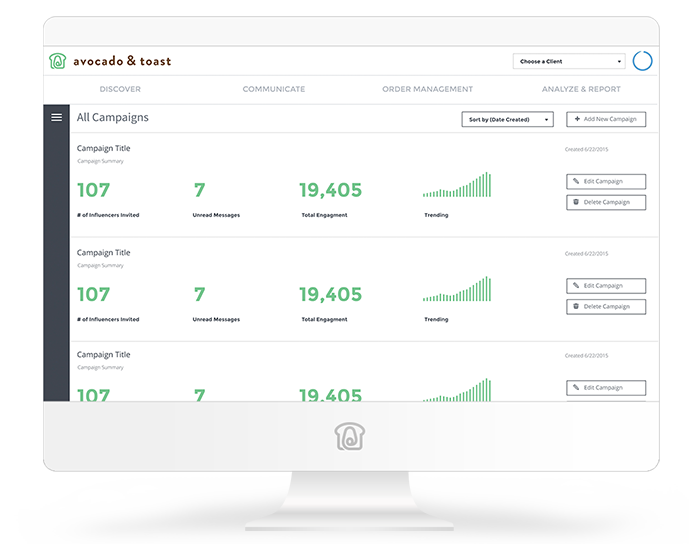 avocado & toast
Choose a Client
DISCOVER COMMUNICATE ORDER MANAGEMENT ANALYZE & REPORT
All Campaigns
Sort by (Date Created)
+ Add New Campaign
Campaign Title
Campaign Summary
Created 6/22/2015
107 7 19,405
# of Influencers Invited Unread Messages Total Engagment Trending
Edit Campaign
Delete Campaign
Campaign Title
Campaign Summary
Created 6/22/2015
107 7 19,405
# of Influencers Invited Unread Messages Total Engagment Trending
Edit Campaign
Delete Campaign
Campaign Title
Campaign Summary
Created 6/22/2015
107 7 19,405
Edit Campaign